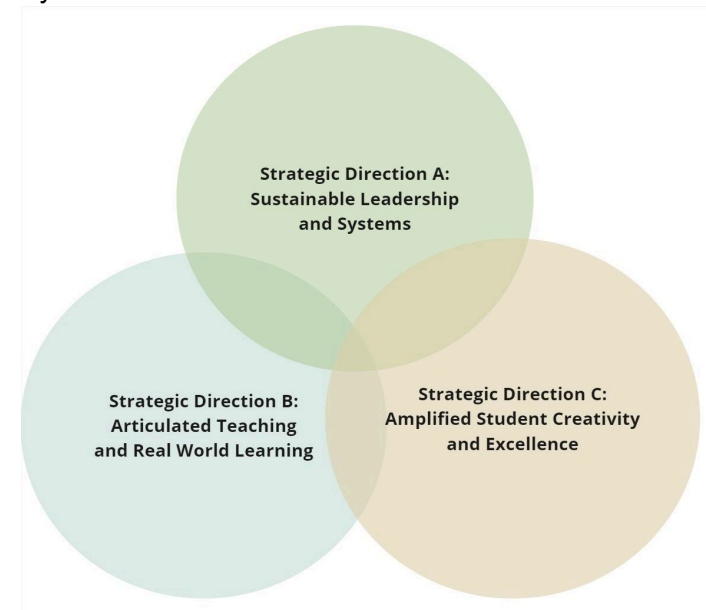 Strategic Direction A:
Sustainable Leadership
and Systems
Strategic Direction B:
Articulated Teaching
and Real World Learning
Strategic Direction C:
Amplified Student Creativity
and Excellence